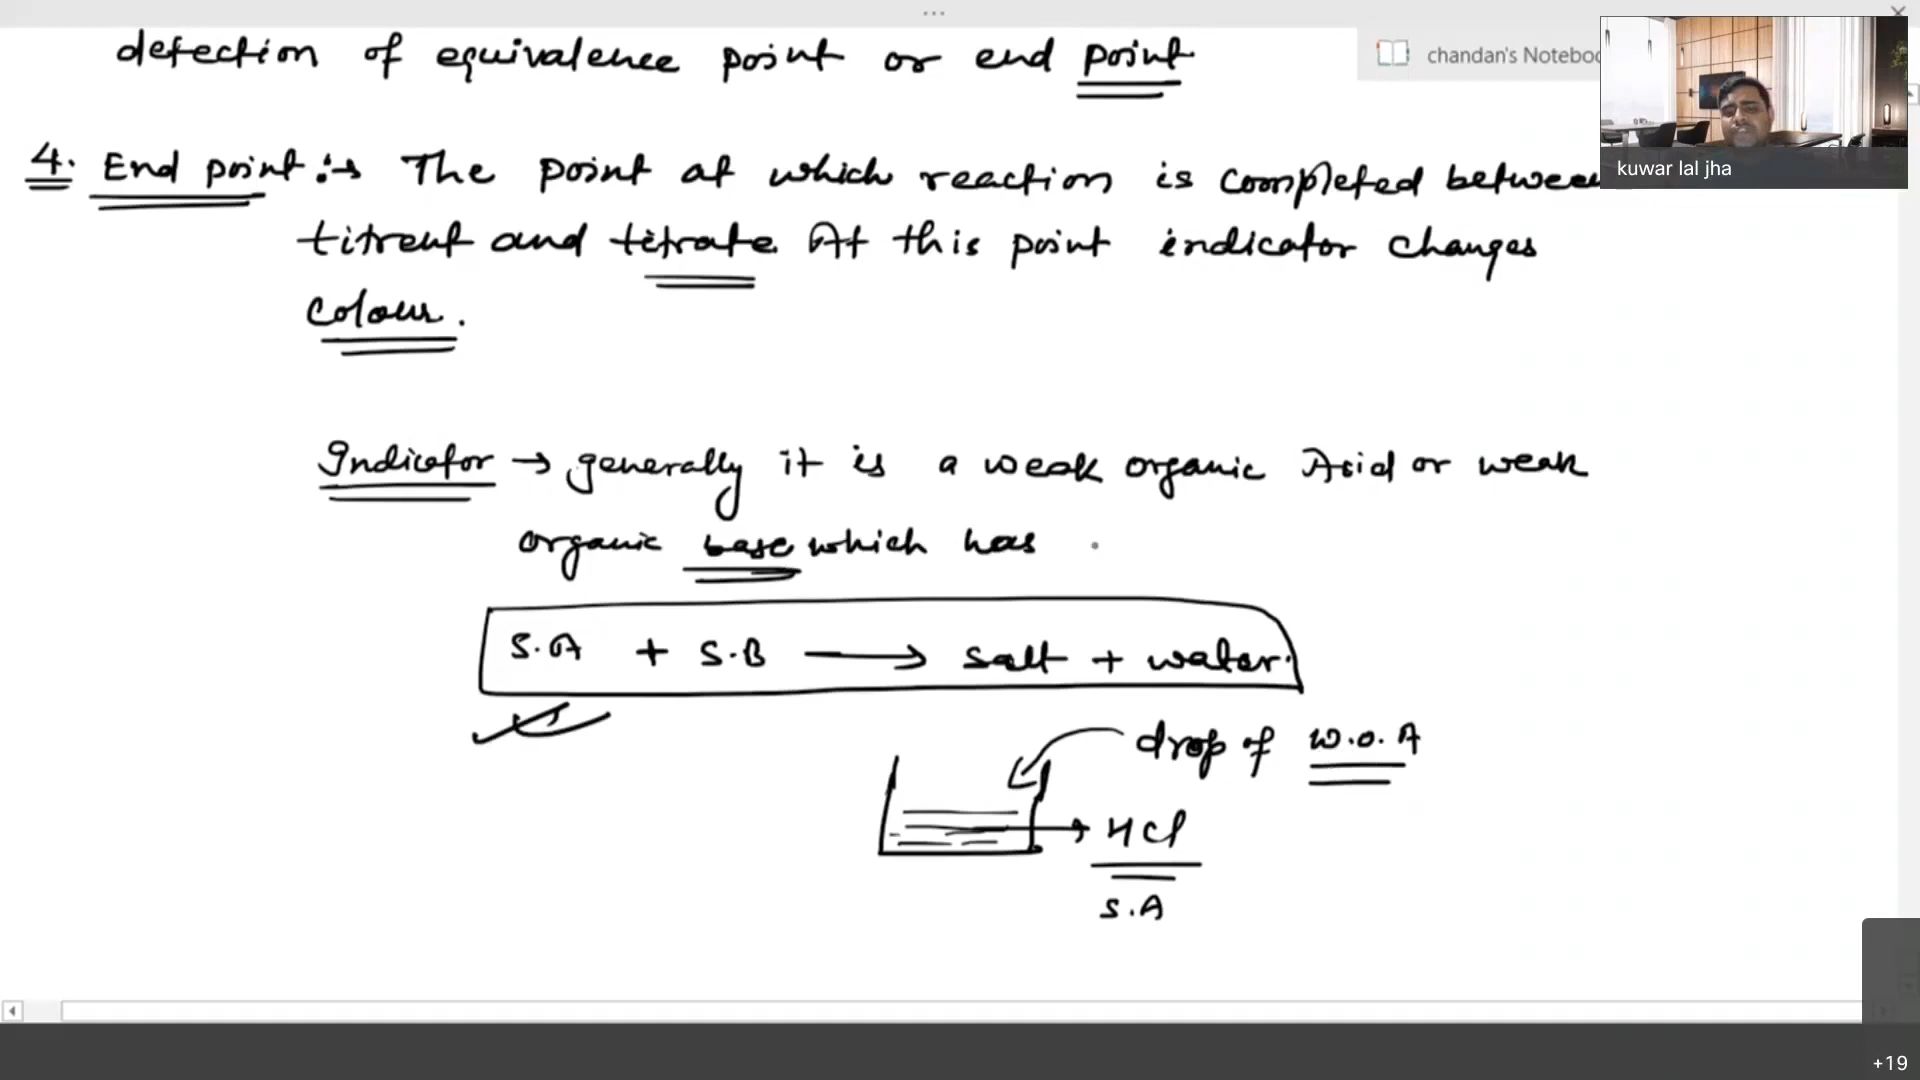 detection of equivalence point or end point
chandan's Noteboo
kuwar lal jha
4. End point :→ The point at which reaction is completed between
titrent and titrate. At this point indicator changes
colour.
Indicator → generally it is a weak organic Acid or weak
organic base which has
S.A + S.B → salt + water.
drop of W.O.A
HCl
S.A
+19